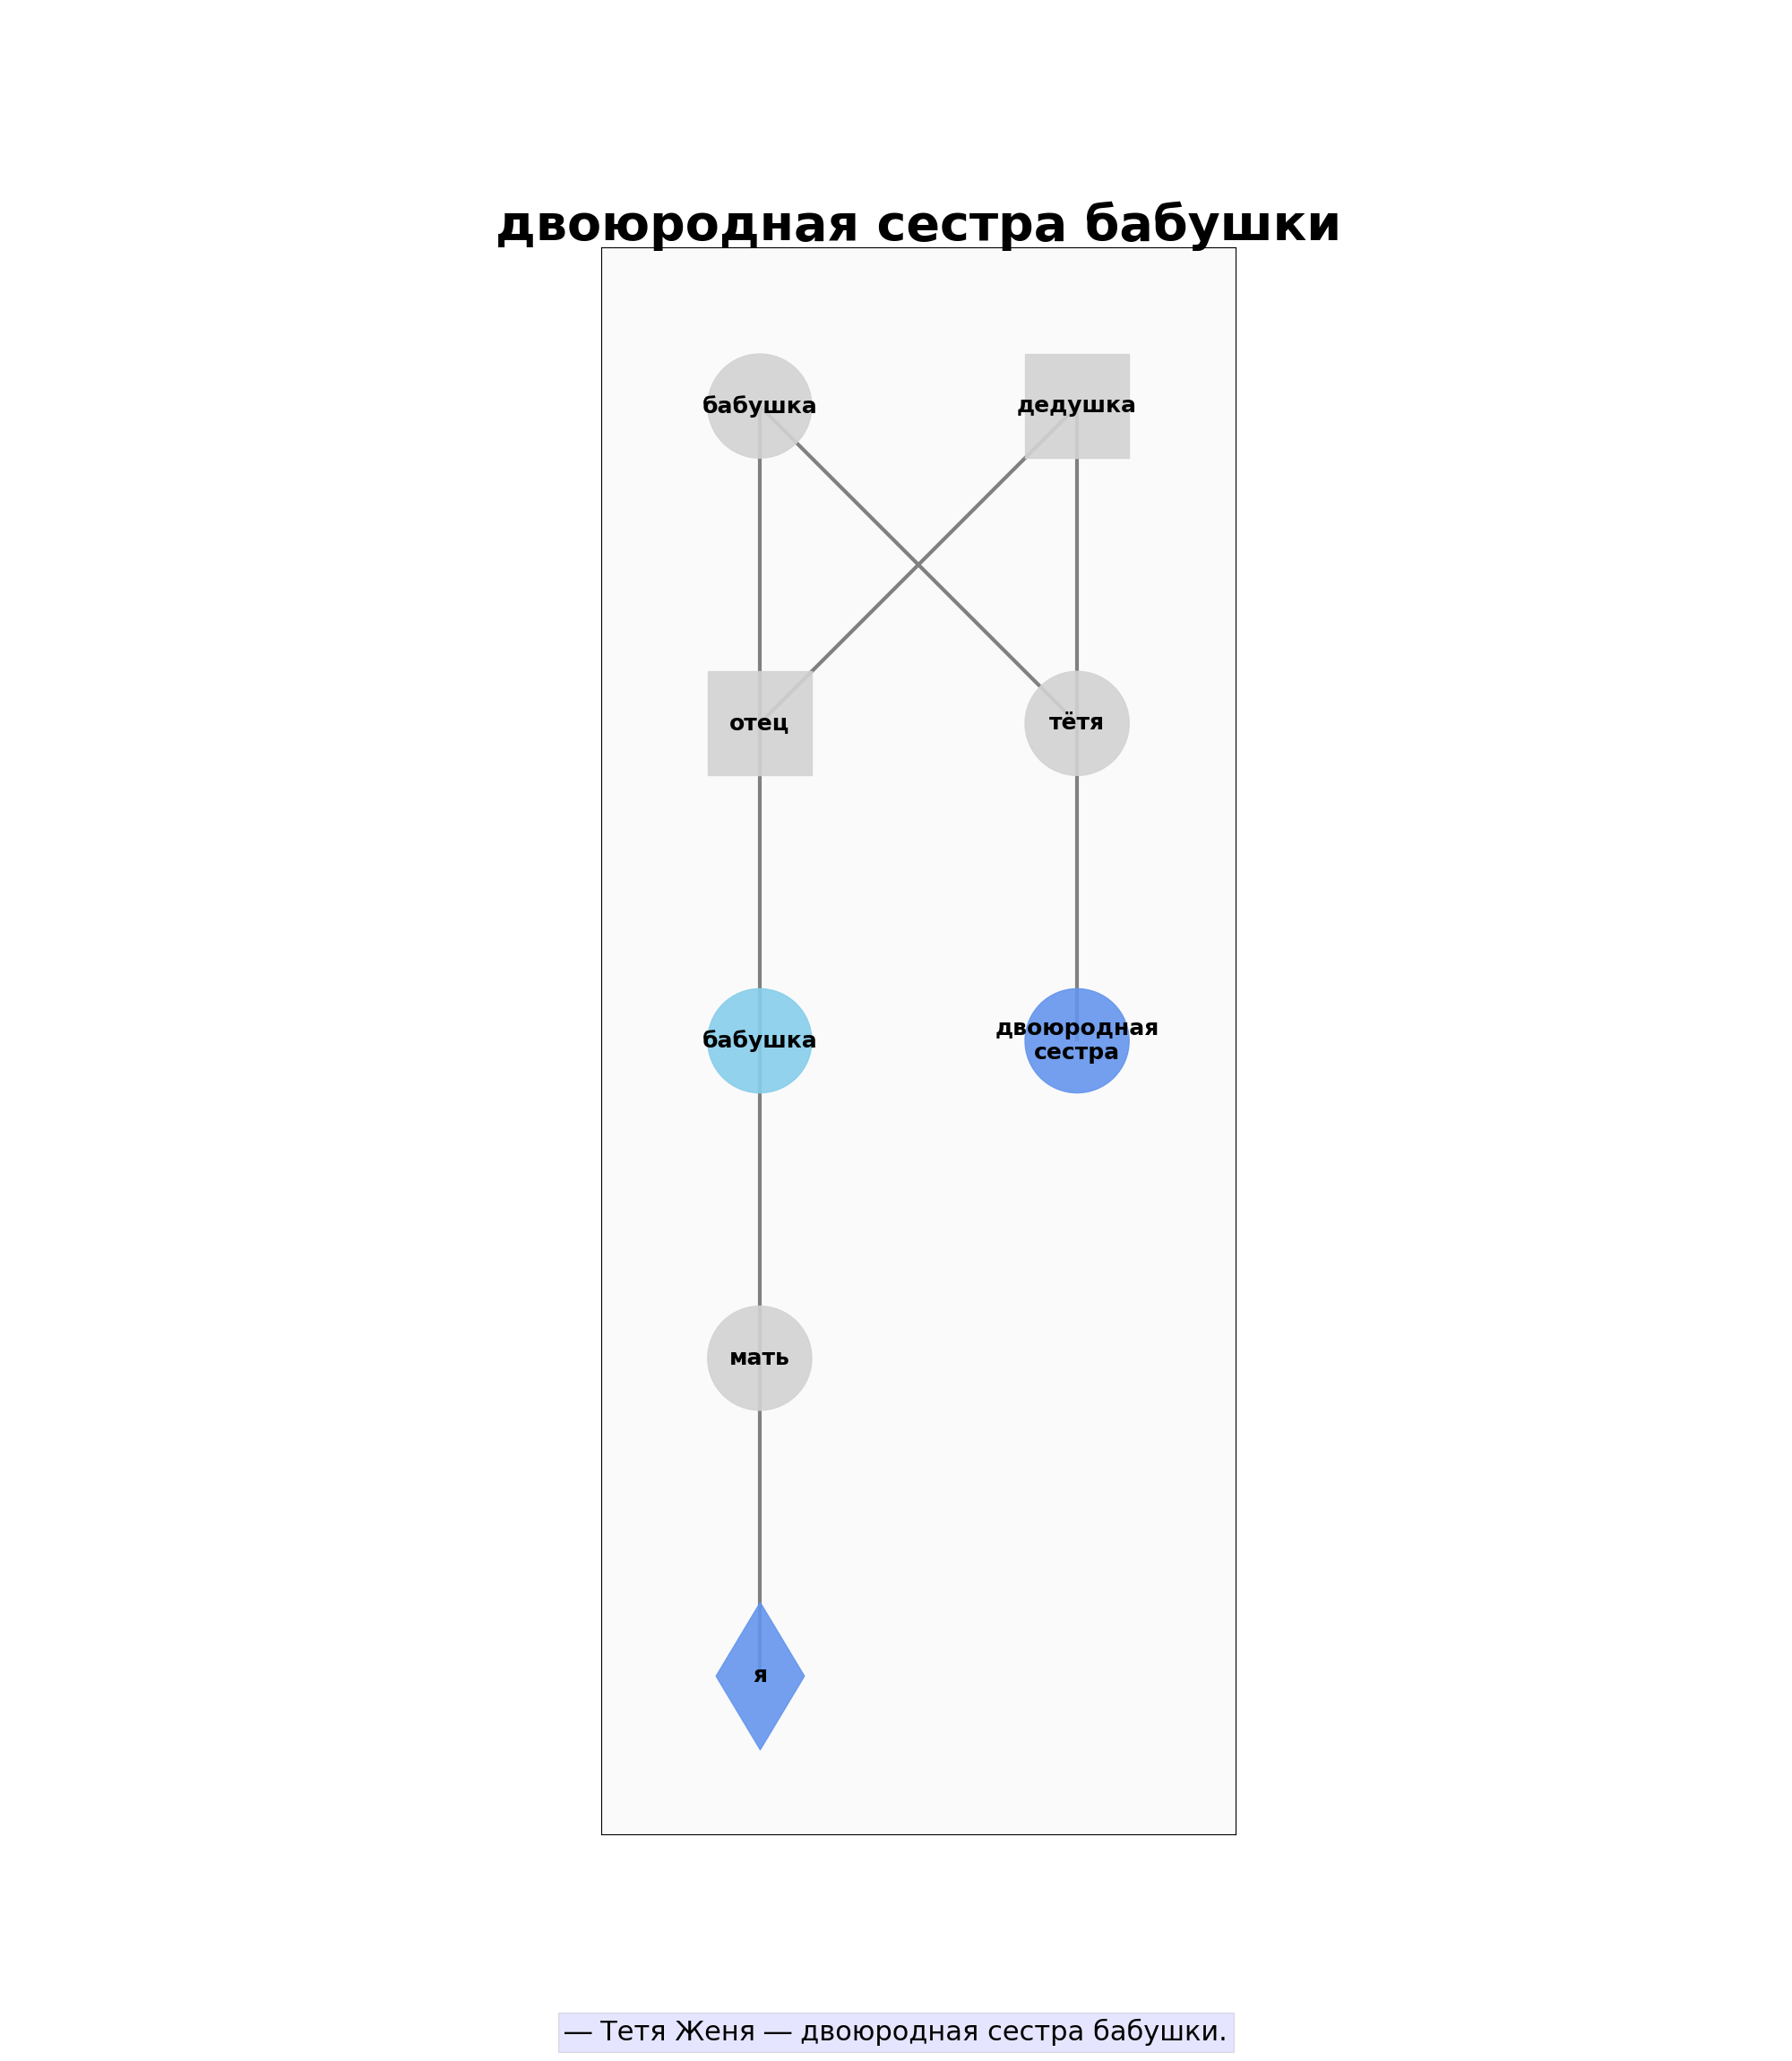 двоюродная сестра бабушки
бабушка
дедушка
отец
тётя
бабушка
двоюродная
сестра
мать
я
— Тетя Женя — двоюродная сестра бабушки.